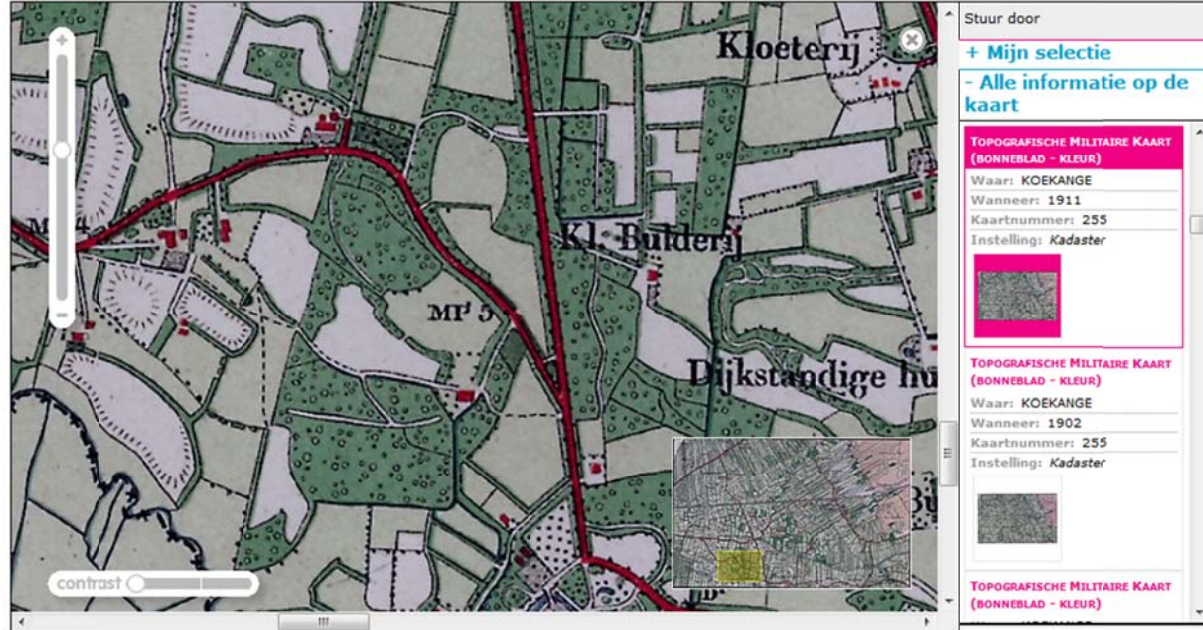 Kloeterij
Kl. Bulderij
Mlʳ 5
Dijkstandige hu
contrast
Stuur door
+ Mijn selectie
- Alle informatie op de
kaart
TOPOGRAFISCHE MILITAIRE KAART
(BONNEBLAD - KLEUR)
Waar: KOEKANGE
Wanneer: 1911
Kaartnummer: 255
Instelling: Kadaster
TOPOGRAFISCHE MILITAIRE KAART
(BONNEBLAD - KLEUR)
Waar: KOEKANGE
Wanneer: 1902
Kaartnummer: 255
Instelling: Kadaster
TOPOGRAFISCHE MILITAIRE KAART
(BONNEBLAD - KLEUR)